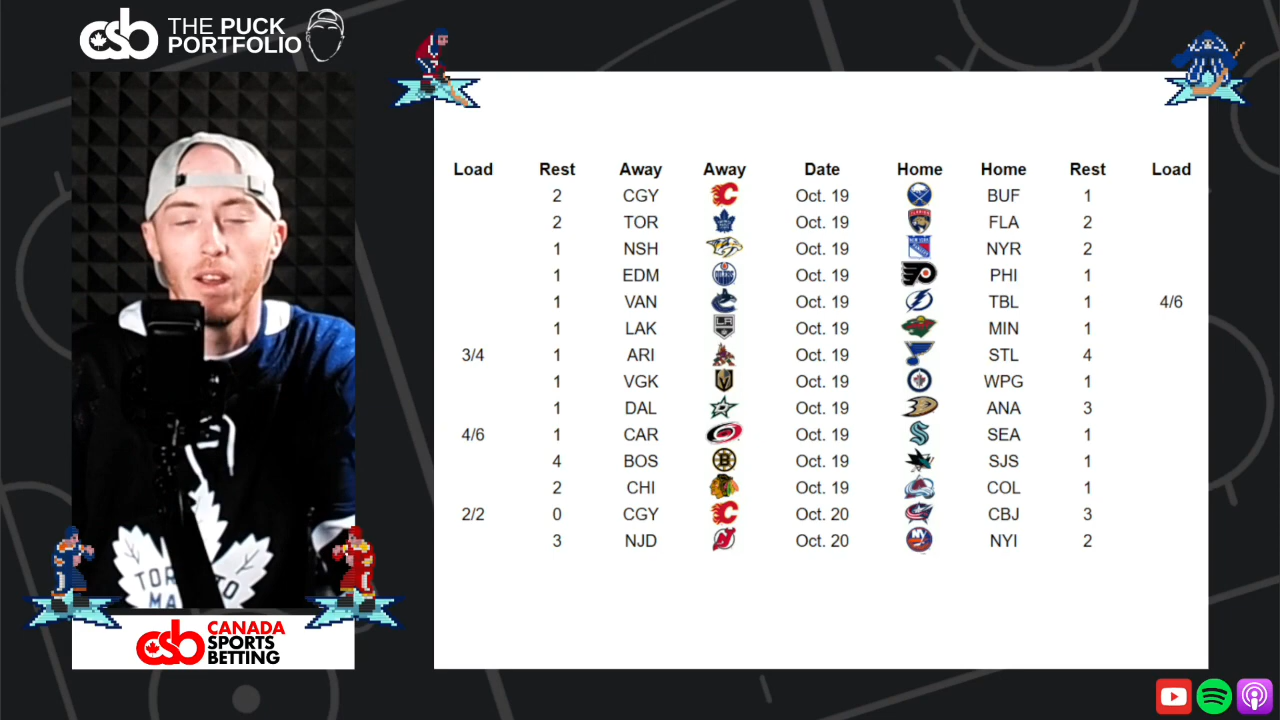 csb THE PUCK
PORTFOLIO
Load Rest Away Away Date Home Home Rest Load
2 CGY Oct. 19 BUF 1
2 TOR Oct. 19 FLA 2
1 NSH Oct. 19 NYR 2
1 EDM Oct. 19 PHI 1
1 VAN Oct. 19 TBL 1 4/6
1 LAK Oct. 19 MIN 1
3/4 1 ARI Oct. 19 STL 4
1 VGK Oct. 19 WPG 1
1 DAL Oct. 19 ANA 3
4/6 1 CAR Oct. 19 SEA 1
4 BOS Oct. 19 SJS 1
2 CHI Oct. 19 COL 1
2/2 0 CGY Oct. 20 CBJ 3
3 NJD Oct. 20 NYI 2
TORONTO
MA
csb CANADA
SPORTS
BETTING